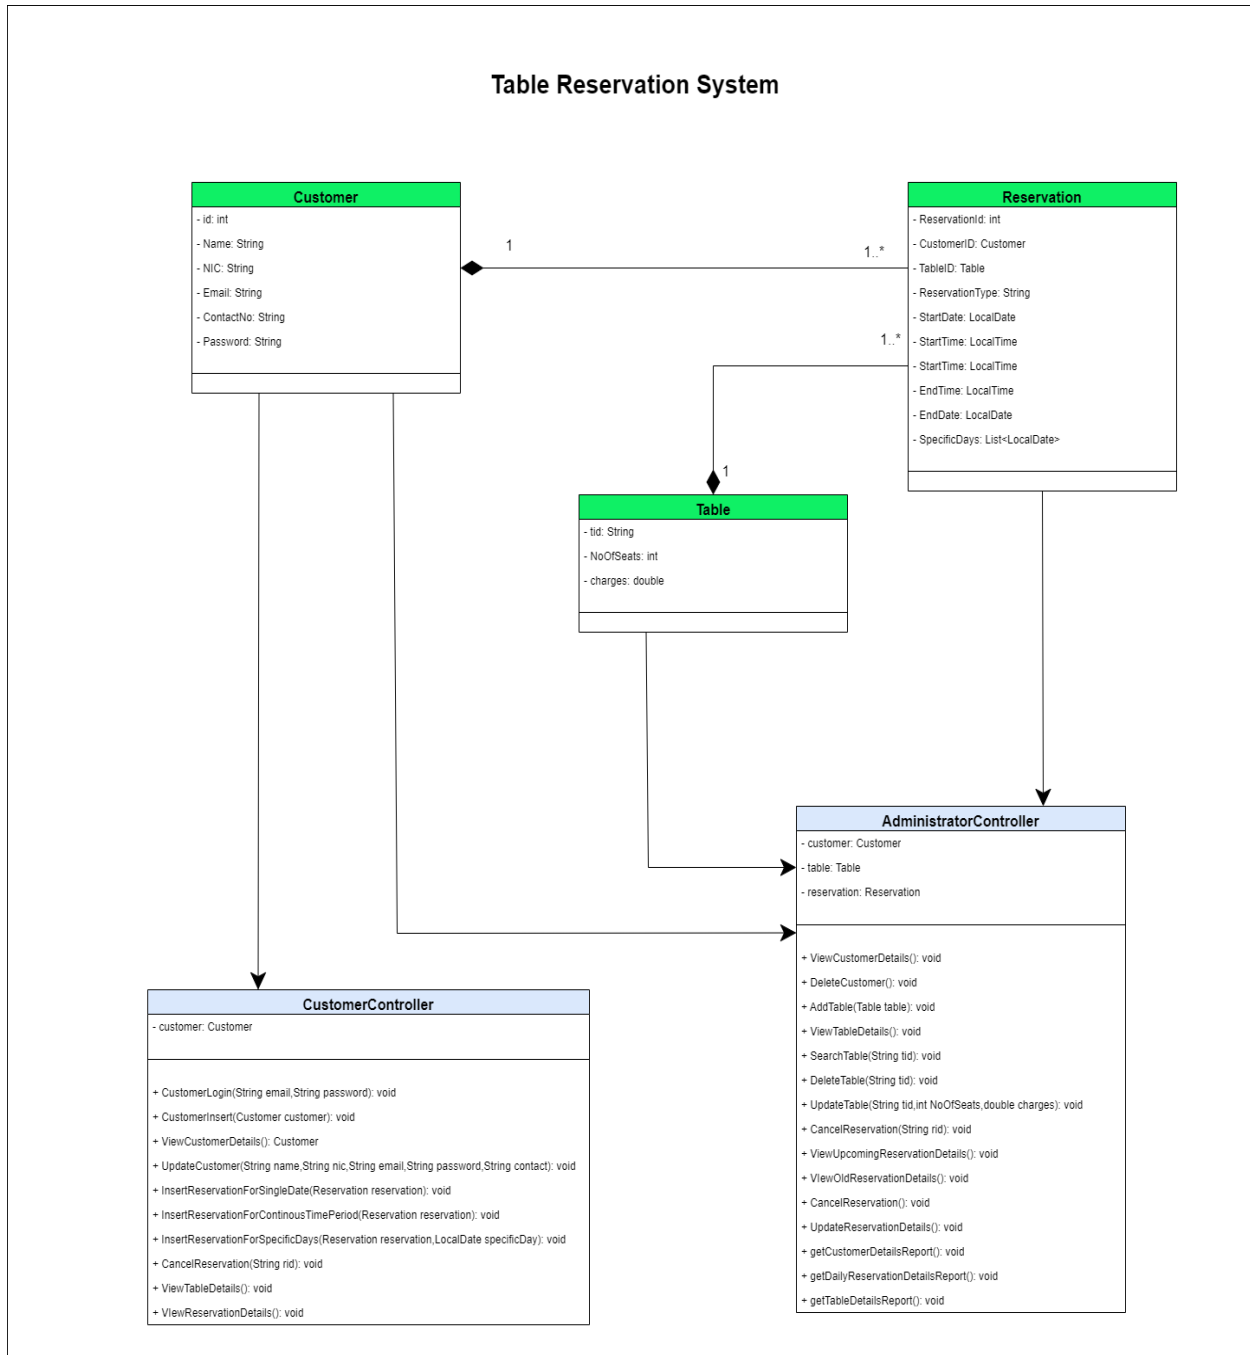 Table Reservation System
Customer
- id: int
- Name: String
- NIC: String
- Email: String
- ContactNo: String
- Password: String
1
1..*
Reservation
- ReservationId: int
- CustomerID: Customer
- TableID: Table
- ReservationType: String
- StartDate: LocalDate
- StartTime: LocalTime
- StartTime: LocalTime
- EndTime: LocalTime
- EndDate: LocalDate
- SpecificDays: List<LocalDate>
1..*
1
Table
- tid: String
- NoOfSeats: int
- charges: double
AdministratorController
- customer: Customer
- table: Table
- reservation: Reservation
+ ViewCustomerDetails(): void
+ DeleteCustomer(): void
+ AddTable(Table table): void
+ ViewTableDetails(): void
+ SearchTable(String tid): void
+ DeleteTable(String tid): void
+ UpdateTable(String tid,int NoOfSeats,double charges): void
+ CancelReservation(String rid): void
+ ViewUpcomingReservationDetails(): void
+ VIewOldReservationDetails(): void
+ CancelReservation(): void
+ UpdateReservationDetails(): void
+ getCustomerDetailsReport(): void
+ getDailyReservationDetailsReport(): void
+ getTableDetailsReport(): void
CustomerController
- customer: Customer
+ CustomerLogin(String email,String password): void
+ CustomerInsert(Customer customer): void
+ ViewCustomerDetails(): Customer
+ UpdateCustomer(String name,String nic,String email,String password,String contact): void
+ InsertReservationForSingleDate(Reservation reservation): void
+ InsertReservationForContinousTimePeriod(Reservation reservation): void
+ InsertReservationForSpecificDays(Reservation reservation,LocalDate specificDay): void
+ CancelReservation(String rid): void
+ ViewTableDetails(): void
+ VIewReservationDetails(): void